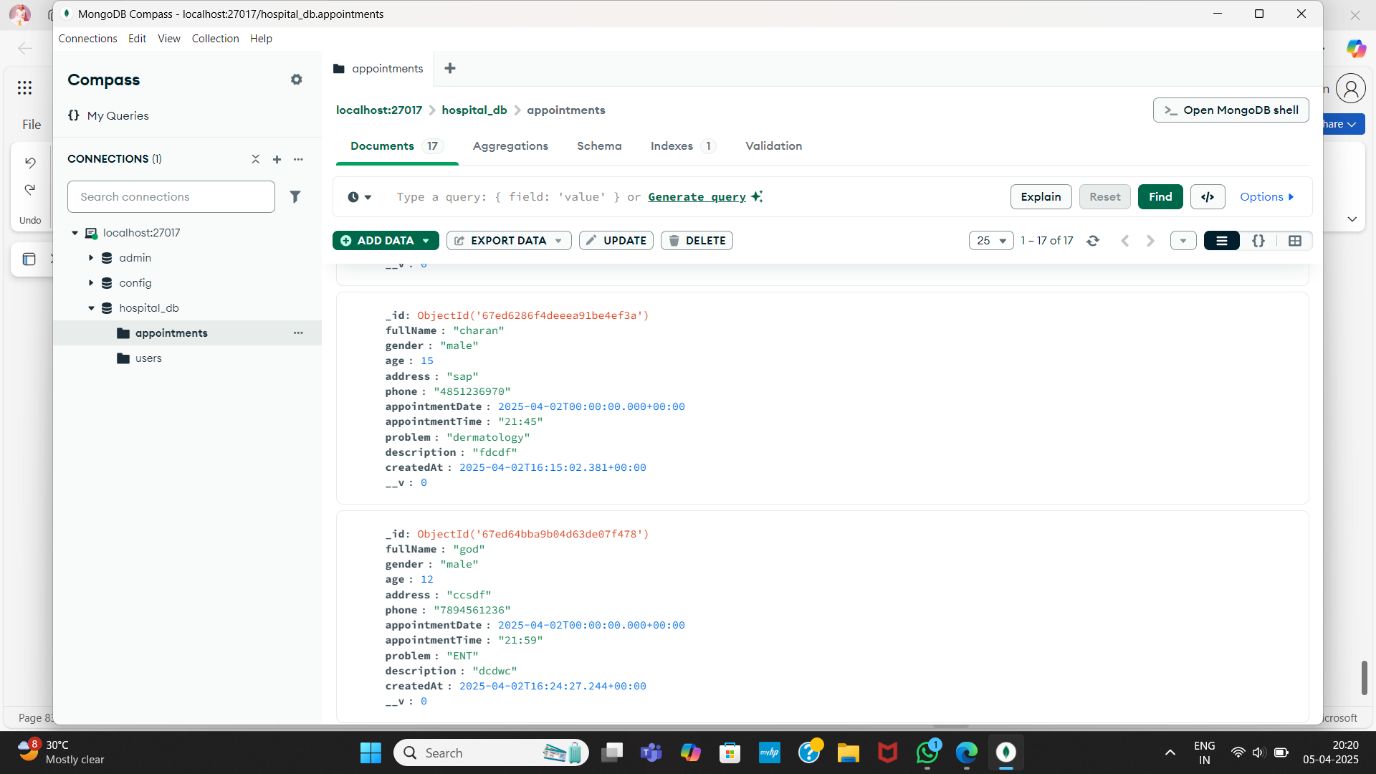 MongoDB Compass - localhost:27017/hospital_db.appointments
Connections Edit View Collection Help
Compass
{} My Queries
CONNECTIONS (1)
Search connections
localhost:27017
admin
config
hospital_db
appointments
users
appointments
localhost:27017 > hospital_db > appointments
>_ Open MongoDB shell
Documents 17 Aggregations Schema Indexes 1 Validation
Type a query: { field: 'value' } or Generate query
Explain Reset Find </> Options
ADD DATA EXPORT DATA UPDATE DELETE
25 1 – 17 of 17 {}
__v : 0
_id: ObjectId('67ed6286f4deeea91be4ef3a')
fullName : "charan"
gender : "male"
age : 15
address : "sap"
phone : "4851236970"
appointmentDate : 2025-04-02T00:00:00.000+00:00
appointmentTime : "21:45"
problem : "dermatology"
description : "fdcdf"
createdAt : 2025-04-02T16:15:02.381+00:00
__v : 0
_id: ObjectId('67ed64bba9b04d63de07f478')
fullName : "god"
gender : "male"
age : 12
address : "ccsdf"
phone : "7894561236"
appointmentDate : 2025-04-02T00:00:00.000+00:00
appointmentTime : "21:59"
problem : "ENT"
description : "dcdwc"
createdAt : 2025-04-02T16:24:27.244+00:00
__v : 0
File
Undo
Page 8
hare
crosoft
8
30°C
Mostly clear
Search
myhp
1
ENG
IN
20:20
05-04-2025